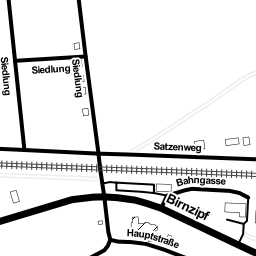 Siedlung
Siedlung
Siedlung
Satzenweg
Bahngasse
Birnzipf
Hauptstraße